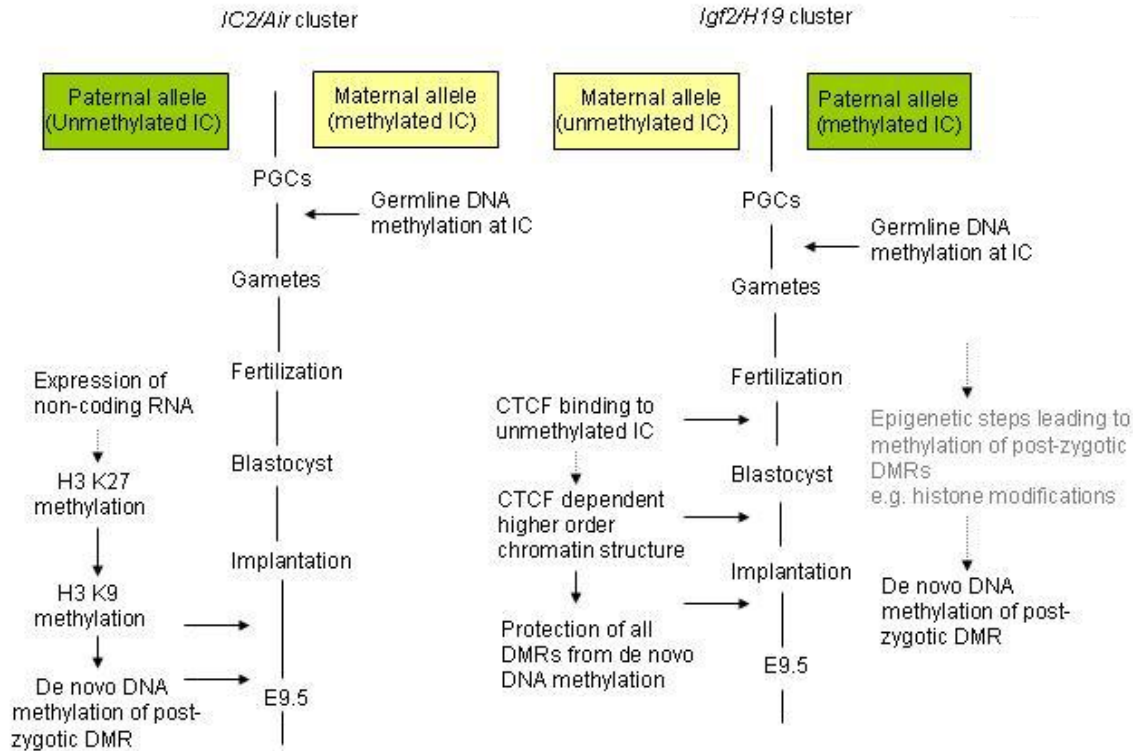 IC2/Air cluster
Igf2/H19 cluster
Paternal allele
(Unmethylated IC)
Maternal allele
(methylated IC)
Maternal allele
(unmethylated IC)
Paternal allele
(methylated IC)
PGCs
Germline DNA
methylation at IC
Gametes
Fertilization
Expression of
non-coding RNA
Blastocyst
H3 K27
methylation
Implantation
H3 K9
methylation
De novo DNA
methylation of post-
zygotic DMR
E9.5
PGCs
Germline DNA
methylation at IC
Gametes
Fertilization
CTCF binding to
unmethylated IC
Epigenetic steps leading to
methylation of post-zygotic
DMRs
e.g. histone modifications
Blastocyst
CTCF dependent
higher order
chromatin structure
Implantation
De novo DNA
methylation of post-
zygotic DMR
Protection of all
DMRs from de novo
DNA methylation
E9.5